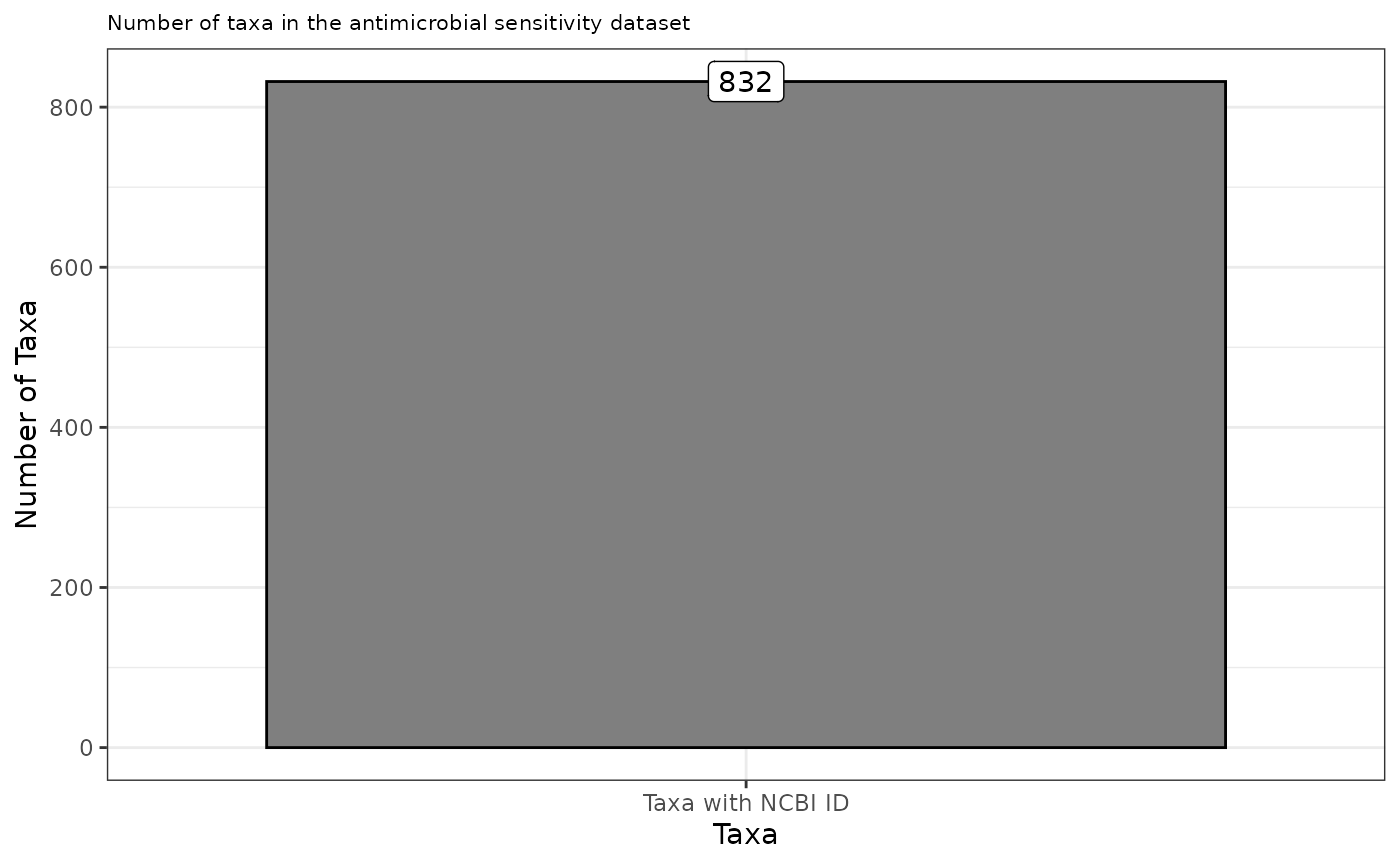 Number of taxa in the antimicrobial sensitivity dataset
832
800
600
400
200
0
Number of Taxa
Taxa with NCBI ID
Taxa